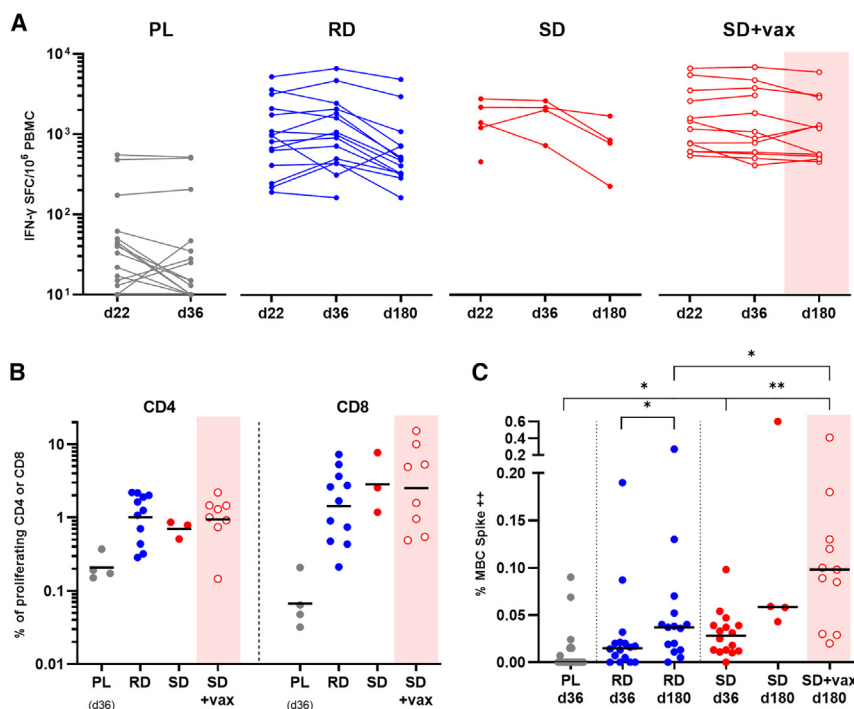 A
PL RD SD SD+vax
IFN-γ SFC/10⁶ PBMC
10⁴
10³
10²
10¹
d22 d36 d22 d36 d180 d22 d36 d180 d22 d36 d180
B
CD4 CD8
% of proliferating CD4 or CD8
10
1
0.1
0.01
PL RD SD SD PL RD SD SD
(d36) +vax (d36) +vax
C
*
* **
*
% MBC Spike ++
0.6
0.4
0.2
0.20
0.15
0.10
0.05
0.00
PL RD RD SD SD SD+vax
d36 d36 d180 d36 d180 d180